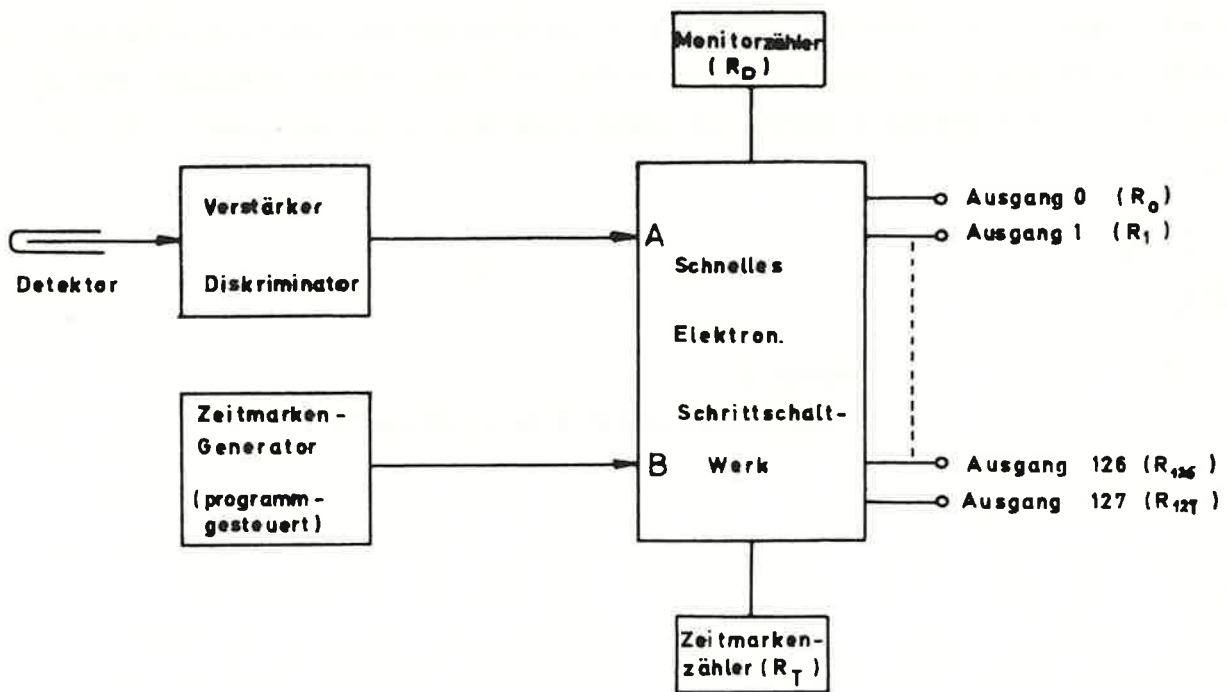 Monitorzähler
( R_D )
Verstärker
Diskriminator
Detektor
A
Schnelles
Elektron.
Schrittschalt-
Werk
B
Zeitmarken-
Generator
(programm-
gesteuert)
Ausgang 0 (R_0)
Ausgang 1 (R_1)
Ausgang 126 (R_126)
Ausgang 127 (R_127)
Zeitmarken-
zähler (R_T)